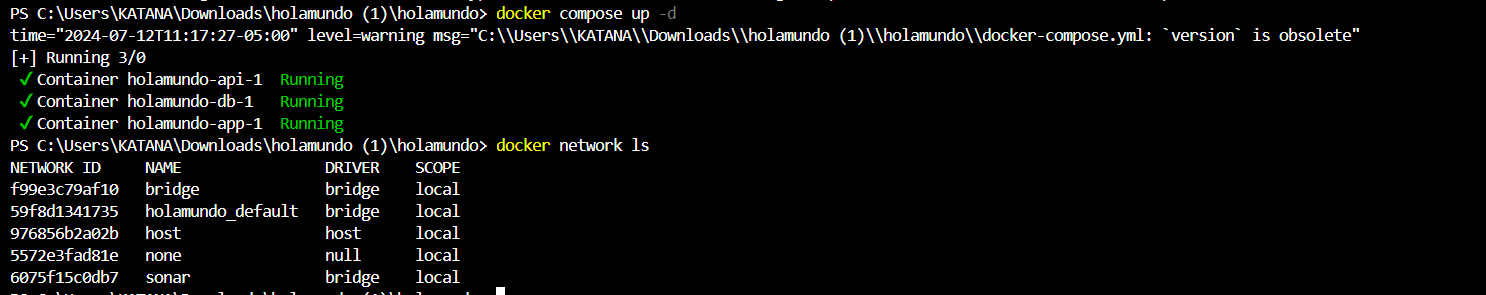 PS C:\Users\KATANA\Downloads\holamundo (1)\holamundo> docker compose up -d
time="2024-07-12T11:17:27-05:00" level=warning msg="C:\\Users\\KATANA\\Downloads\\holamundo (1)\\holamundo\\docker-compose.yml: `version` is obsolete"
[+] Running 3/0
✔ Container holamundo-api-1 Running
✔ Container holamundo-db-1 Running
✔ Container holamundo-app-1 Running
PS C:\Users\KATANA\Downloads\holamundo (1)\holamundo> docker network ls
NETWORK ID NAME DRIVER SCOPE
f99e3c79af10 bridge bridge local
59f8d1341735 holamundo_default bridge local
976856b2a02b host host local
5572e3fad81e none null local
6075f15c0db7 sonar bridge local